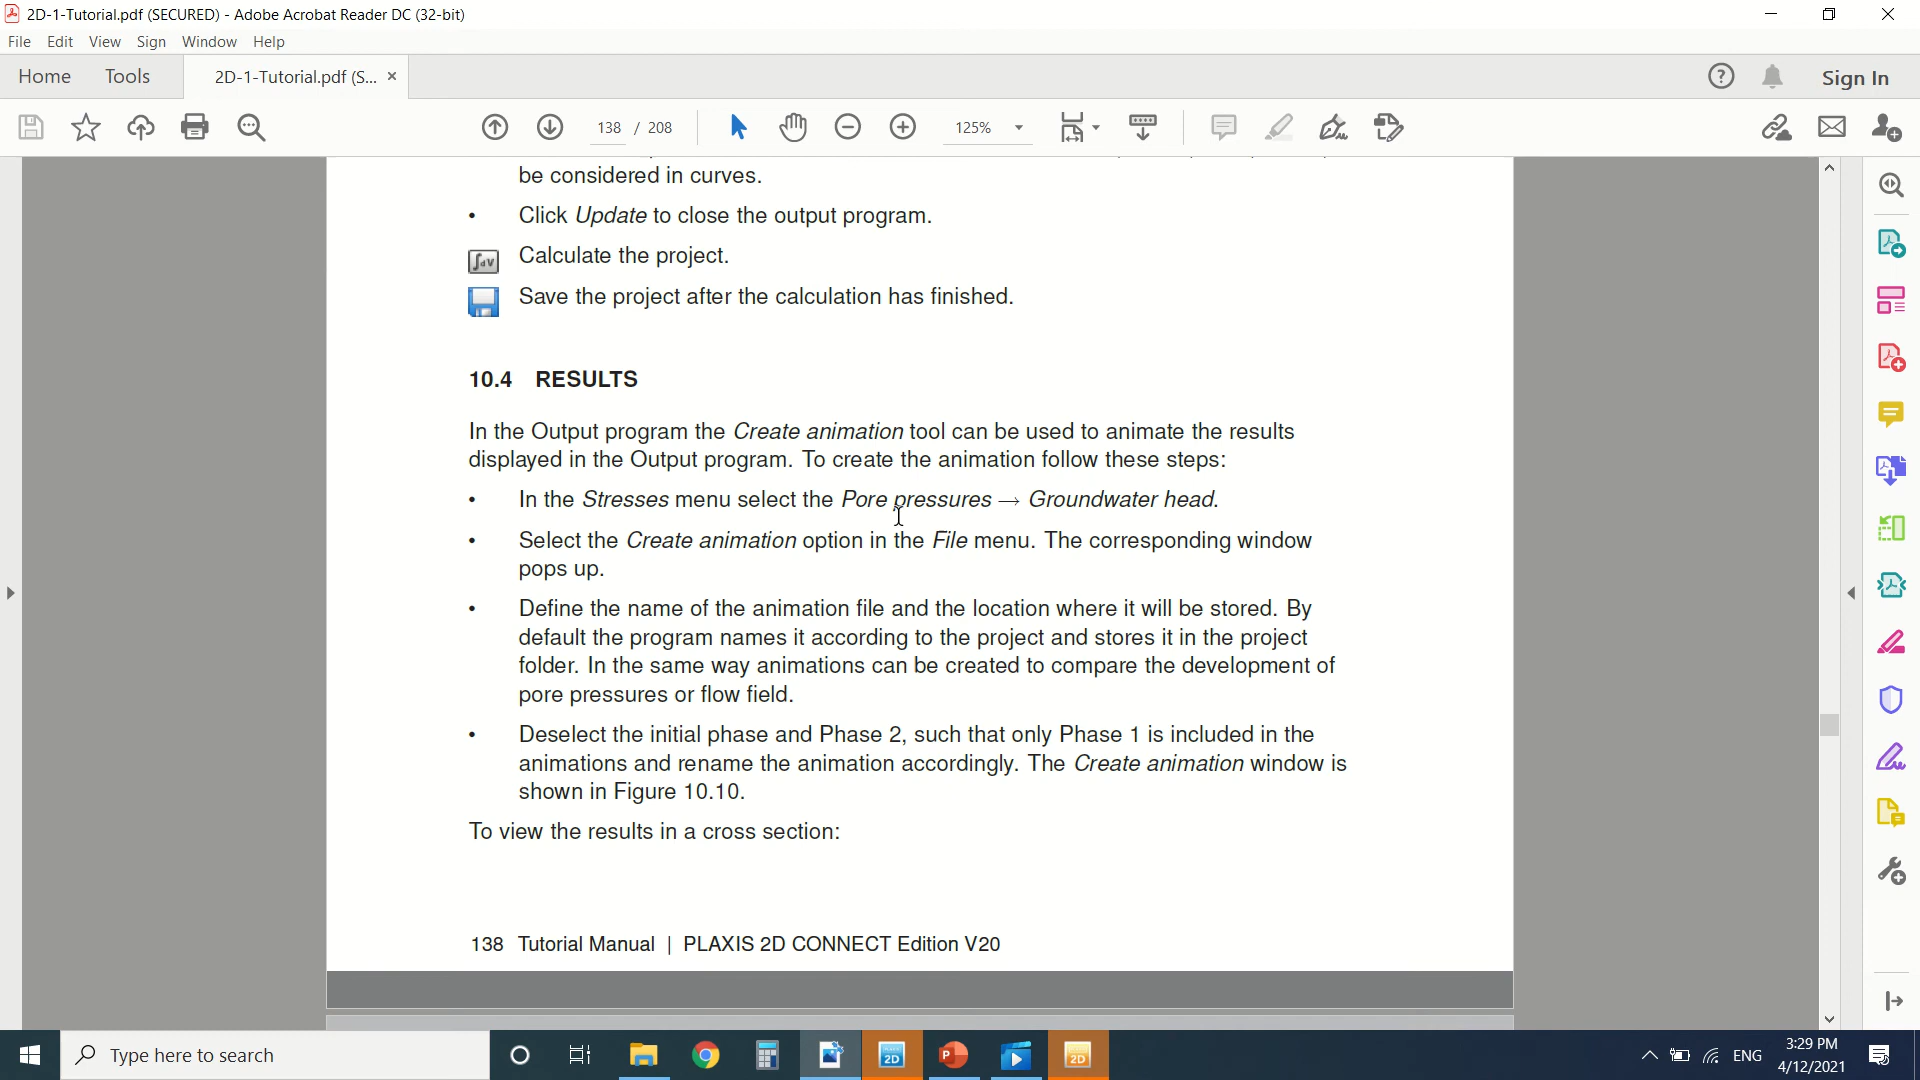 2D-1-Tutorial.pdf (SECURED) - Adobe Acrobat Reader DC (32-bit)
File Edit View Sign Window Help
Home Tools 2D-1-Tutorial.pdf (S... × Sign In
138 / 208 125%
be considered in curves.
• Click Update to close the output program.
∫dv Calculate the project.
Save the project after the calculation has finished.
10.4 RESULTS
In the Output program the Create animation tool can be used to animate the results
displayed in the Output program. To create the animation follow these steps:
• In the Stresses menu select the Pore pressures → Groundwater head.
• Select the Create animation option in the File menu. The corresponding window
pops up.
• Define the name of the animation file and the location where it will be stored. By
default the program names it according to the project and stores it in the project
folder. In the same way animations can be created to compare the development of
pore pressures or flow field.
• Deselect the initial phase and Phase 2, such that only Phase 1 is included in the
animations and rename the animation accordingly. The Create animation window is
shown in Figure 10.10.
To view the results in a cross section:
138 Tutorial Manual | PLAXIS 2D CONNECT Edition V20
Type here to search
2D
P
2D
ENG
3:29 PM
4/12/2021